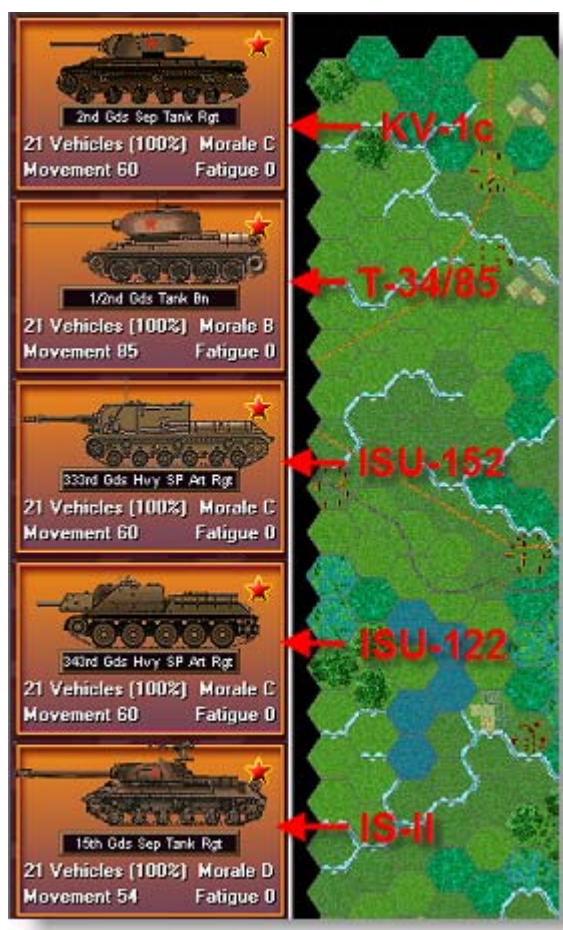 2nd Gds Sep Tank Rgt
21 Vehicles (100%) Morale C
Movement 60 Fatigue 0
KV-1c
1/2nd Gds Tank Bn
21 Vehicles (100%) Morale B
Movement 85 Fatigue 0
T-34/85
333rd Gds Hvy SP Art Rgt
21 Vehicles (100%) Morale C
Movement 60 Fatigue 0
ISU-152
343rd Gds Hvy SP Art Rgt
21 Vehicles (100%) Morale C
Movement 60 Fatigue 0
ISU-122
15th Gds Sep Tank Rgt
21 Vehicles (100%) Morale D
Movement 54 Fatigue 0
IS-II